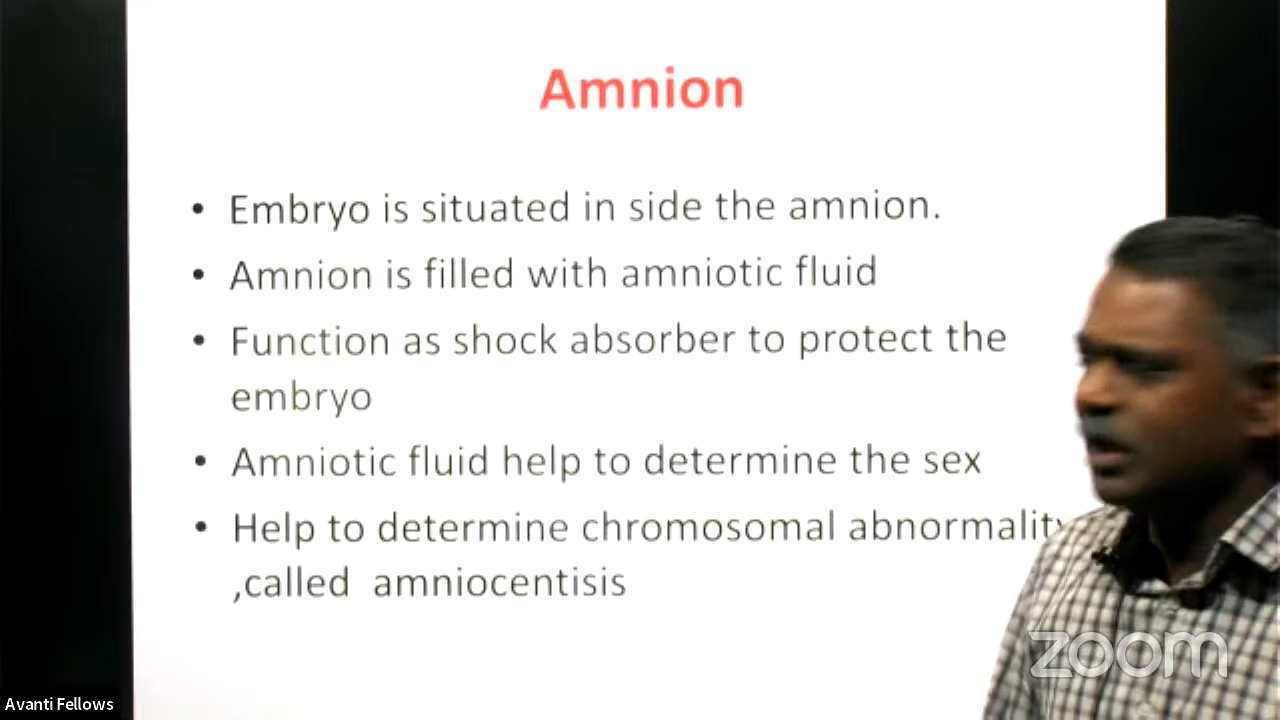 Amnion
• Embryo is situated in side the amnion.
• Amnion is filled with amniotic fluid
• Function as shock absorber to protect the
embryo
• Amniotic fluid help to determine the sex
• Help to determine chromosomal abnormality
,called amniocentisis
zoom
Avanti Fellows